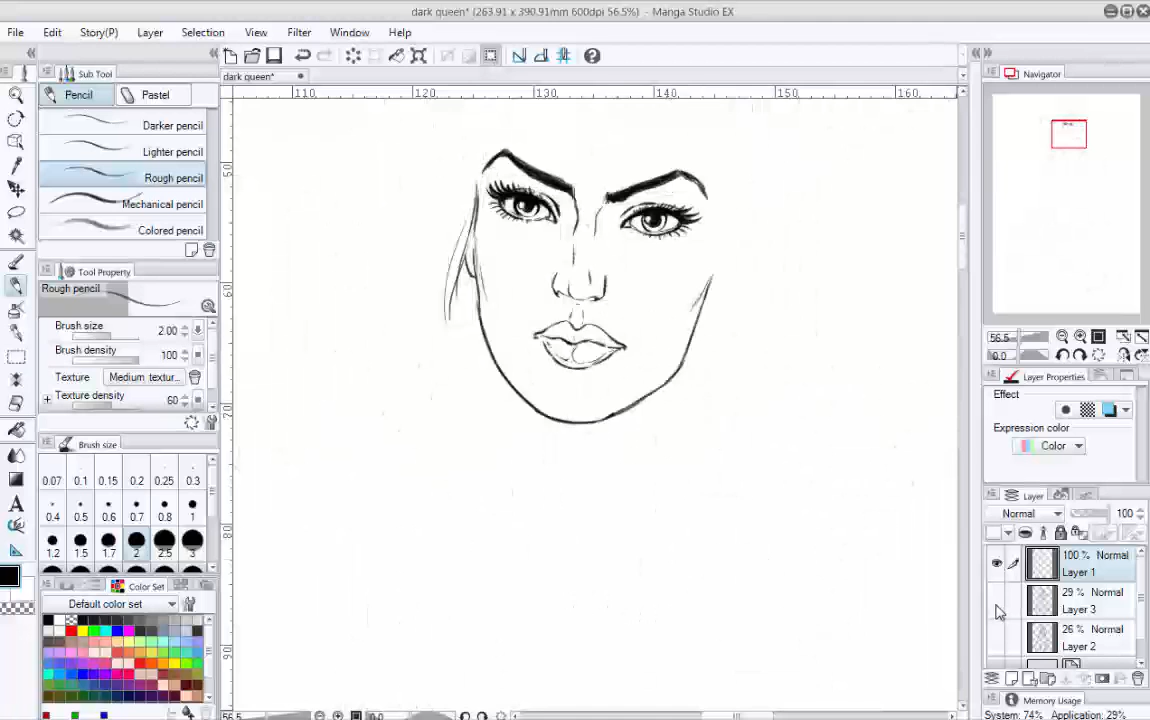 dark queen* (263.91 x 390.91mm 600dpi 56.5%) - Manga Studio EX
File Edit Story(P) Layer Selection View Filter Window Help
Sub Tool
dark queen*
Navigator
Pencil Pastel
110 120 130 140 150 160
Darker pencil
Lighter pencil
Rough pencil
Mechanical pencil
Colored pencil
Tool Property
Rough pencil
Brush size 2.00
Brush density 100
Texture Medium textur...
Texture density 60
56.5
0.0
Layer Properties
Effect
Expression color
Color
Brush size
0.07 0.1 0.15 0.2 0.25 0.3
0.4 0.5 0.6 0.7 0.8 1
1.2 1.5 1.7 2 2.5 3
Layer
Normal 100
100 % Normal
Layer 1
29 % Normal
Layer 3
26 % Normal
Layer 2
Color Set
Default color set
Memory Usage
System: 74% Application: 29%
56.5 0.0